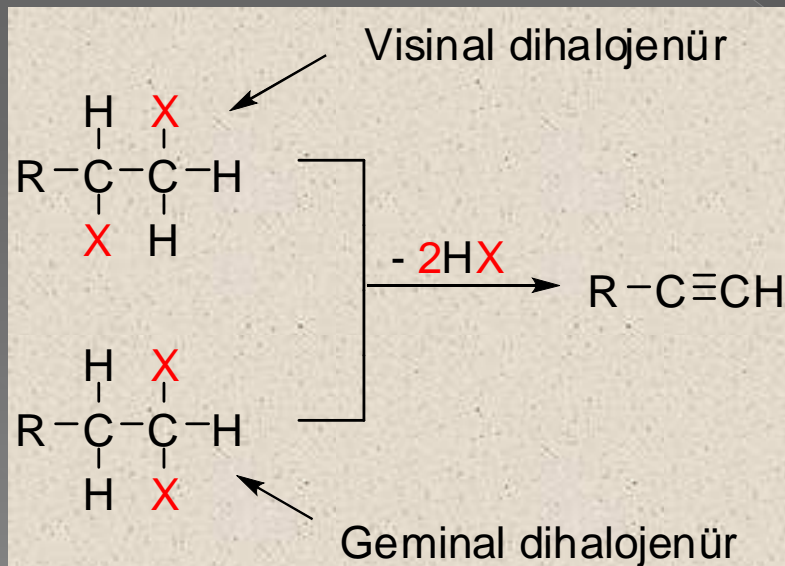 Visinal dihalojenür
H X
R-C-C-H
X H
- 2HX
R-C≡CH
H X
R-C-C-H
H X
Geminal dihalojenür